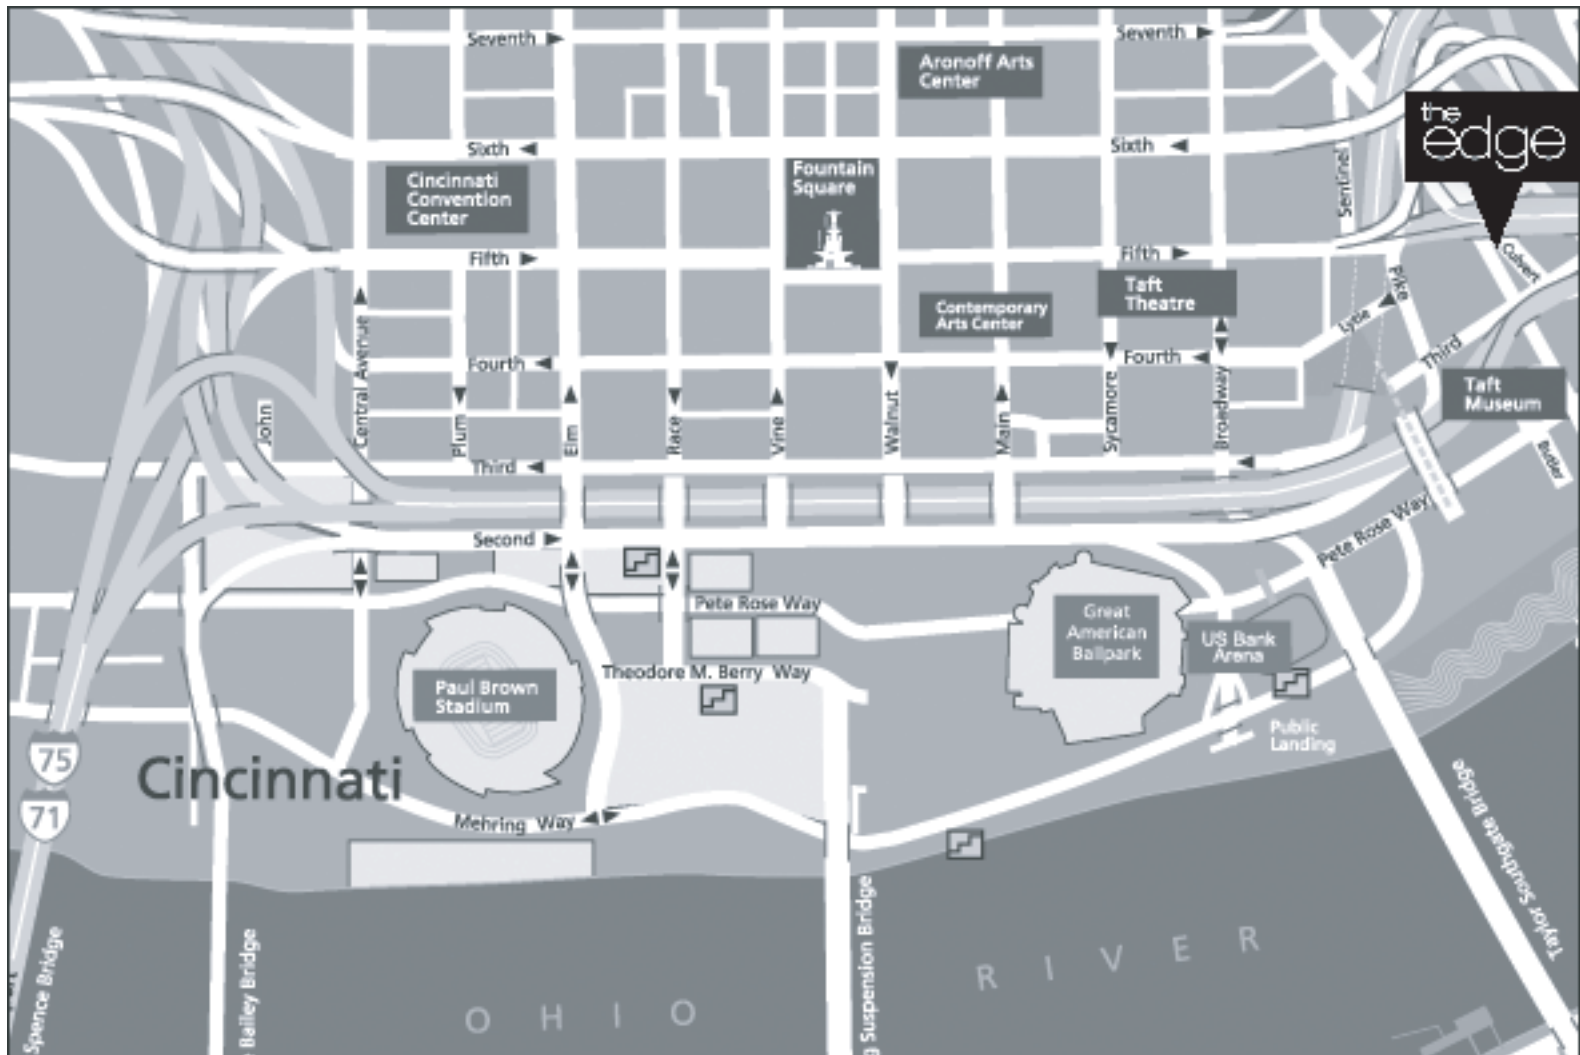 Seventh
Seventh
Aronoff Arts
Center
the
edge
Sixth
Sixth
Sentinel
Cincinnati
Convention
Center
Fountain
Square
Fifth
Fifth
Culvert
Pike
Taft
Theatre
Contemporary
Arts Center
Lytle
Third
Fourth
Fourth
Taft
Museum
John
Central Avenue
Plum
Elm
Race
Vine
Walnut
Main
Sycamore
Broadway
Butler
Third
Second
Pete Rose Way
Pete Rose Way
Great
American
Ballpark
US Bank
Arena
Theodore M. Berry Way
Paul Brown
Stadium
Public
Landing
75
71
Cincinnati
Mehring Way
Taylor Southgate Bridge
Spence Bridge
Bailey Bridge
g Suspension Bridge
OHIO
RIVER